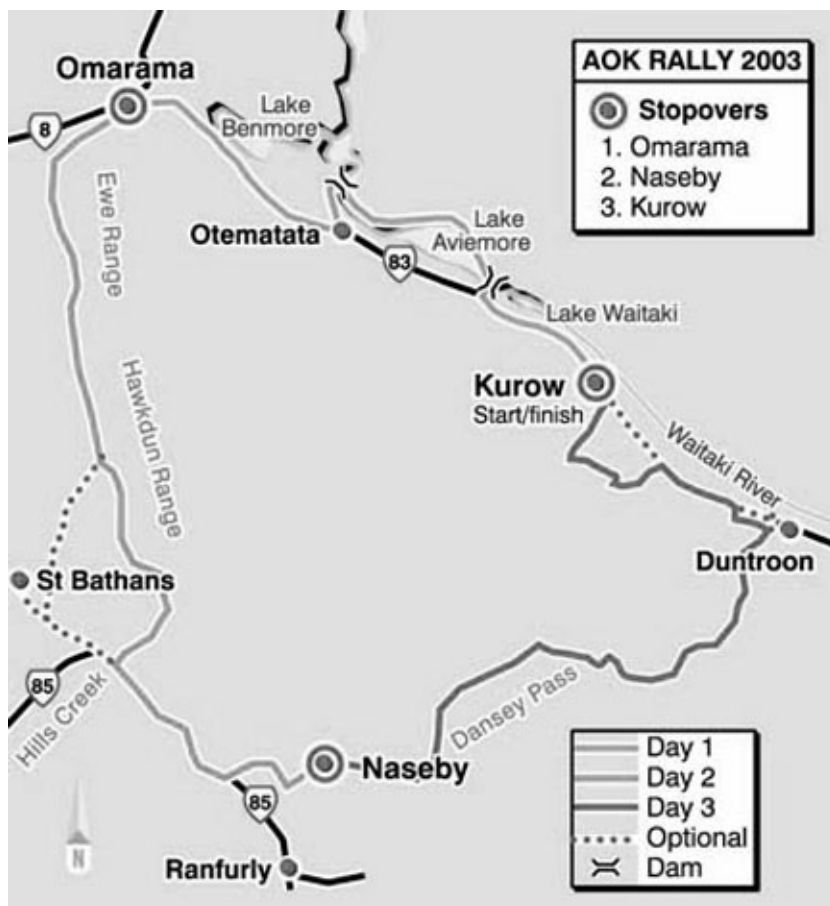 AOK RALLY 2003
Stopovers
1. Omarama
2. Naseby
3. Kurow
Omarama
8
Lake
Benmore
Ewe Range
Otematata
Lake
Aviemore
83
Lake Waitaki
Kurow
Start/finish
Hawkdun Range
Waitaki River
Duntroon
St Bathans
85
Hills Creek
Dansey Pass
Naseby
85
Ranfurly
N
Day 1
Day 2
Day 3
Optional
Dam